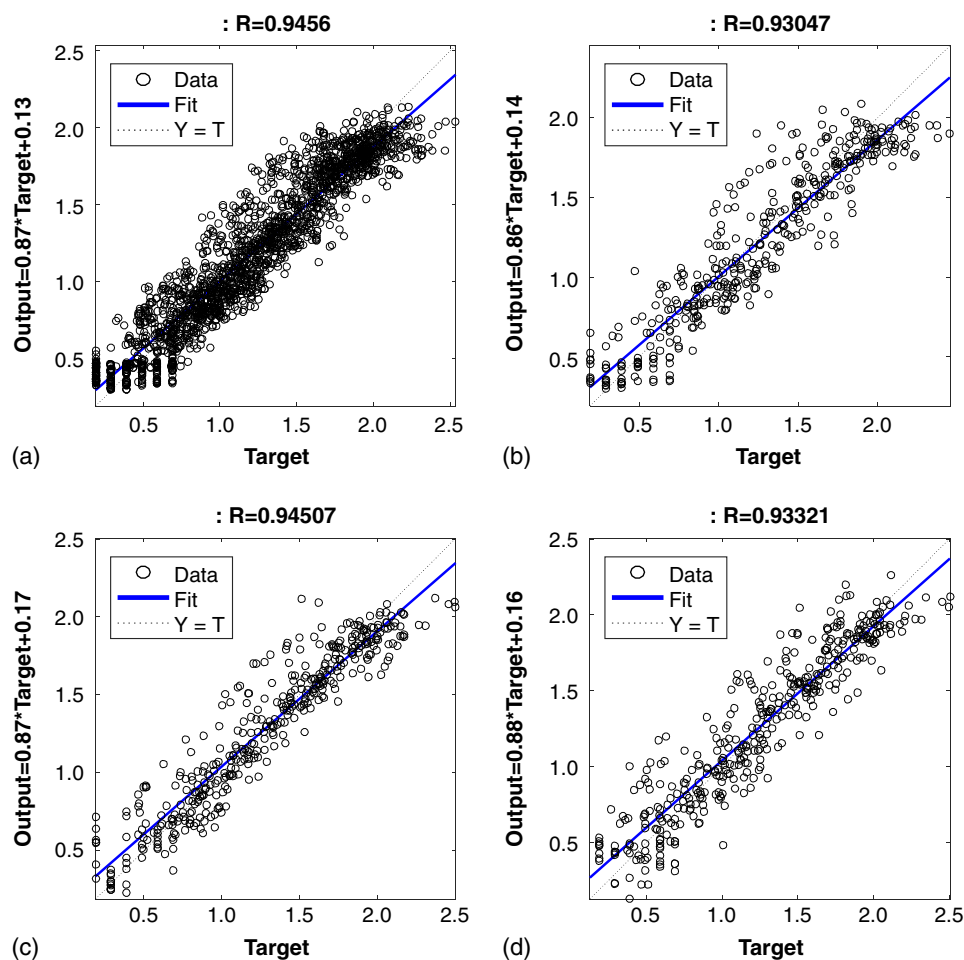 : R=0.9456
Output=0.87*Target+0.13
2.5
2.0
1.5
1.0
0.5
Data
Fit
Y = T
0.5
1.0
1.5
2.0
2.5
Target
(a)
: R=0.93047
Output=0.86*Target+0.14
2.0
1.5
1.0
0.5
Data
Fit
Y = T
0.5
1.0
1.5
2.0
Target
(b)
: R=0.94507
Output=0.87*Target+0.17
2.5
2.0
1.5
1.0
0.5
Data
Fit
Y = T
0.5
1.0
1.5
2.0
2.5
Target
(c)
: R=0.93321
Output=0.88*Target+0.16
2.5
2.0
1.5
1.0
0.5
Data
Fit
Y = T
0.5
1.0
1.5
2.0
2.5
Target
(d)